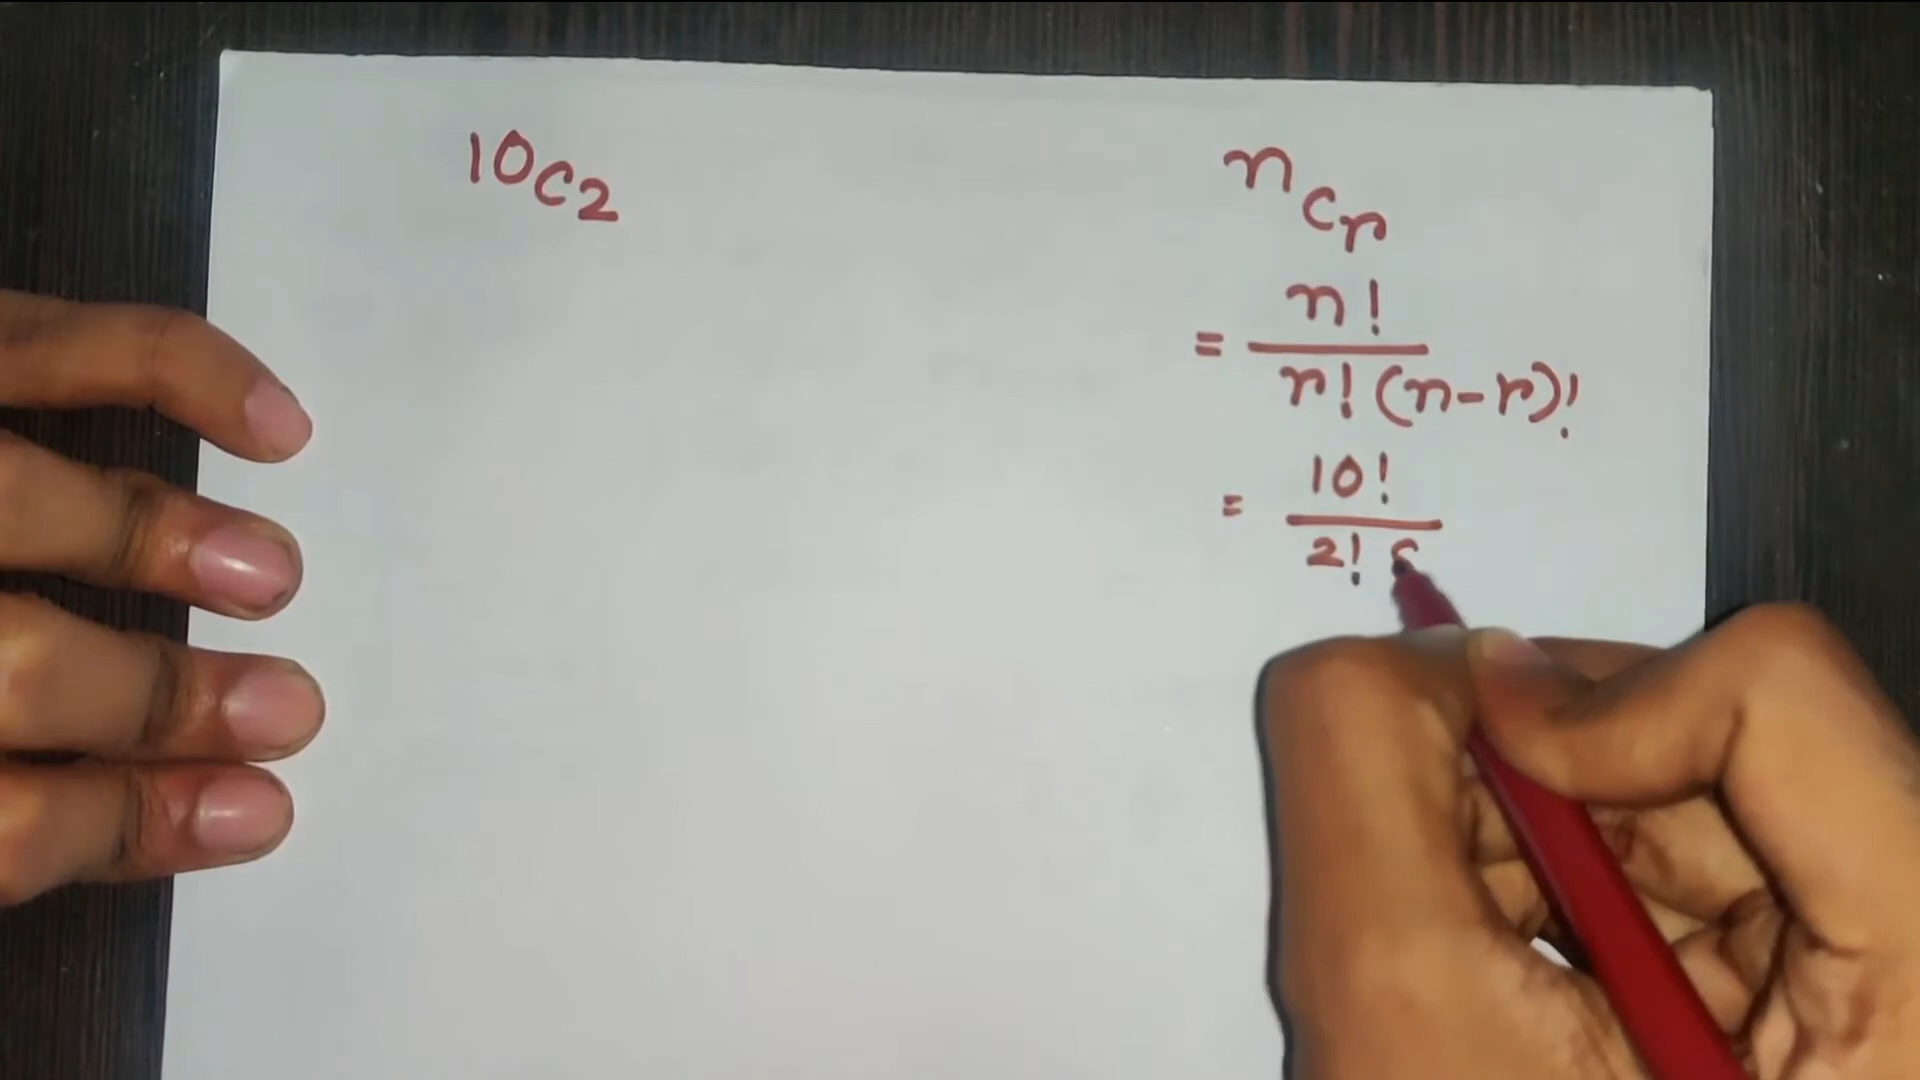 10C2
nCr
= n! / r!(n-r)!
= 10! / 2!